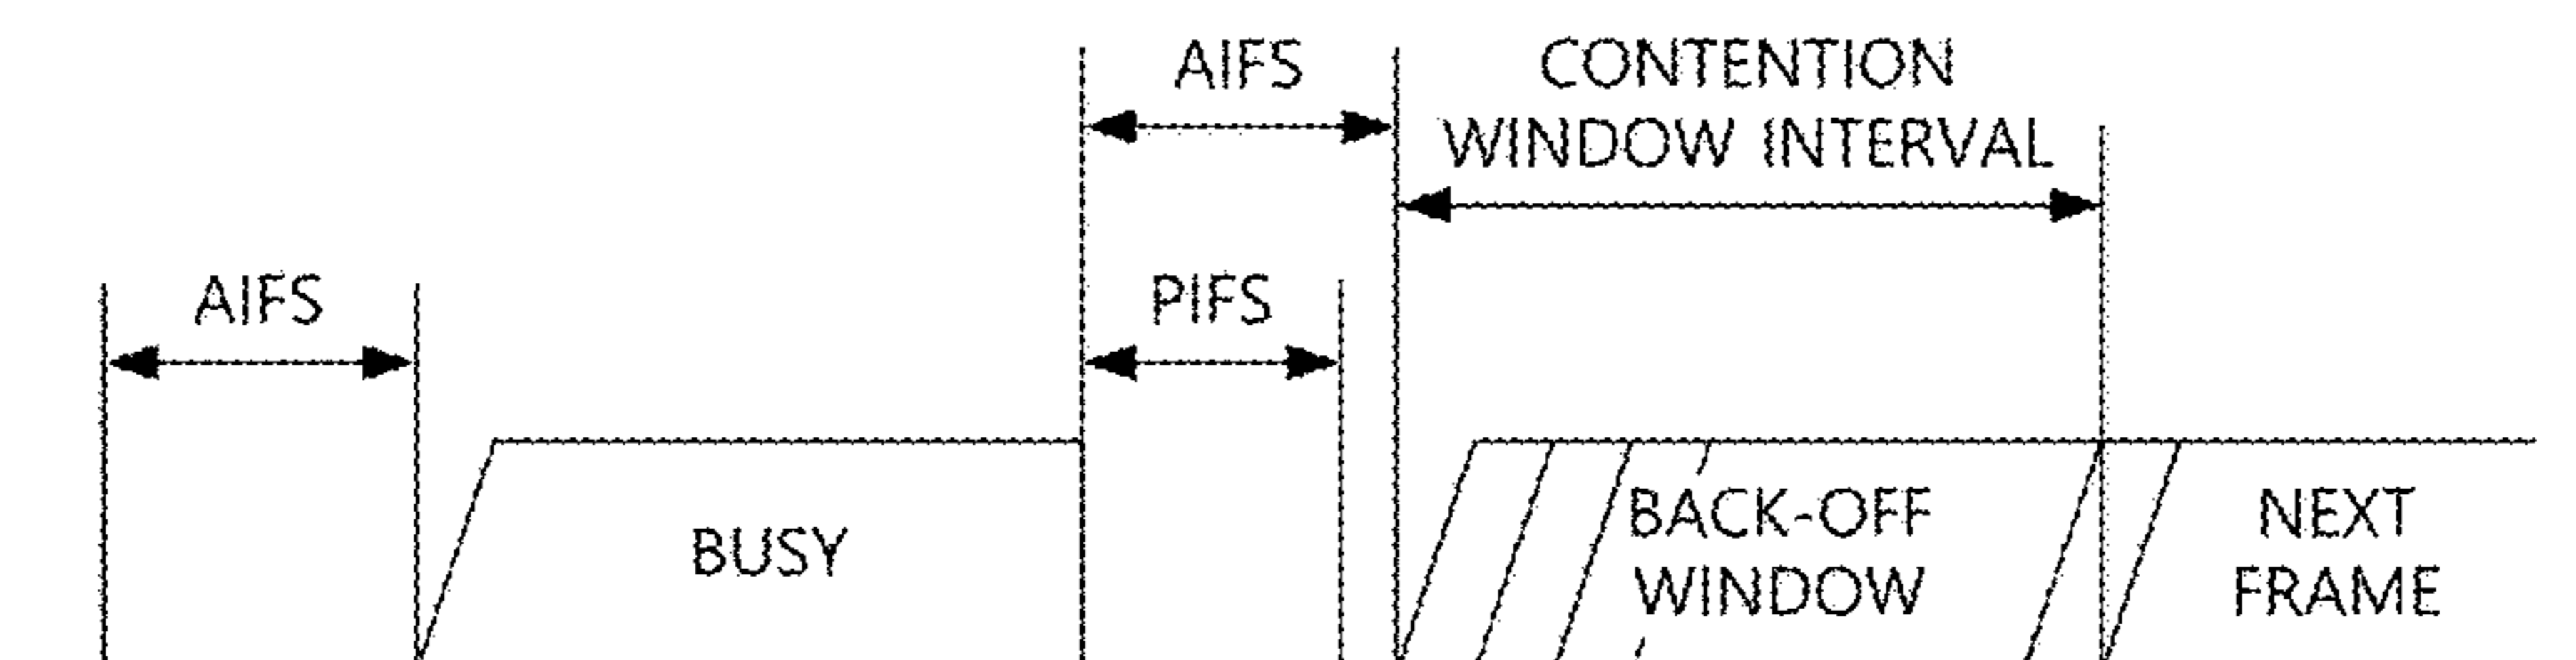 AIFS
CONTENTION
WINDOW INTERVAL
AIFS
PIFS
BUSY
BACK-OFF
WINDOW
NEXT
FRAME